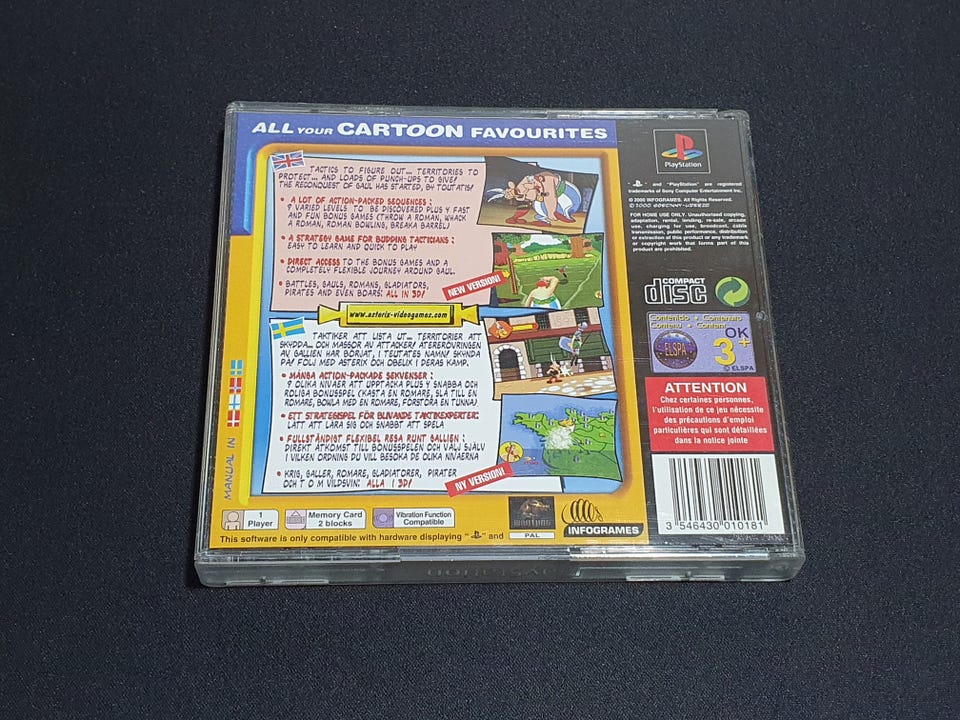 ALL YOUR CARTOON FAVOURITES
TACTICS TO FIGURE OUT... TERRITORIES TO
PROTECT... AND LOADS OF PUNCH-UPS TO GIVE!
THE RECONQUEST OF GAUL HAS STARTED, BY TOUTATIS!
• A LOT OF ACTION-PACKED SEQUENCES :
9 VARIED LEVELS TO BE DISCOVERED PLUS 4 FAST
AND FUN BONUS GAMES (THROW A ROMAN, WHACK
A ROMAN, ROMAN BOWLING, BREAKA BARREL)
• A STRATEGY GAME FOR BUDDING TACTICIANS :
EASY TO LEARN AND QUICK TO PLAY
• DIRECT ACCESS TO THE BONUS GAMES AND A
COMPLETELY FLEXIBLE JOURNEY AROUND GAUL.
• BATTLES, GAULS, ROMANS, GLADIATORS,
PIRATES AND EVEN BOARS: ALL IN 3D!
NEW VERSION!
www.asterix-videogames.com
TAKTIKER ATT LISTA UT... TERRITORIER ATT
SKYDDA... OCH MASSOR AV ATTACKER! ATERERÖVRINGEN
AV GALLIEN HAR BÖRJAT, I TEUTATES NAMN! SKYNDA
PÅ! FÖLJ MED ASTERIX OCH OBELIX I DERAS KAMP.
• MÅNGA ACTION-PACKADE SEKVENSER :
9 OLIKA NIVAER ATT UPPTÄCKA PLUS 4 SNABBA OCH
ROLIGA BONUSSPEL (KASTA EN ROMARE, SLÅ TILL EN
ROMARE, BOWLA MED EN ROMARE, FÖRSTÖRA EN TUNNA).
• ETT STRATEGISPEL FÖR BLIVANDE TAKTIKEXPERTER:
LÄTT ATT LÄRA SIG OCH SNABBT ATT SPELA
• FULLSTÄNDIGT FLEXIBEL RESA RUNT GALLIEN :
DIREKT ATKOMST TILL BONUSSPELEN OCH VÄLJ SJÄLV
I VILKEN ORDNING DU VILL BESÖKA DE OLIKA NIVAERNA
• KRIG, GALLER, ROMARE, GLADIATORER, PIRATER
OCH T O M VILDSVIN: ALLA I 3D!
NY VERSION!
MANUAL IN
1
Player
Memory Card
2 blocks
Vibration Function
Compatible
PAL
INFOGRAMES
This software is only compatible with hardware displaying " " and
PlayStation
" " and "PlayStation" are registered
trademarks of Sony Computer Entertainment Inc.
© 2000 INFOGRAMES. All Rights Reserved.
© 2000 GOSCINNY-UDERZO
FOR HOME USE ONLY. Unauthorised copying,
adaptation, rental, lending, re-sale, arcade
use, charging for use, broadcast, cable
transmission, public performance, distribution
or extraction of this product or any trademark
or copyright work that forms part of this
product are prohibited.
COMPACT
disc
Contenido • Comprare
Contenu • Content
ELSPA
OK
3+
© ELSPA
ATTENTION
Chez certaines personnes,
l'utilisation de ce jeu nécessite
des précautions d'emploi
particulières qui sont détaillées
dans la notice jointe
3 546430 010181